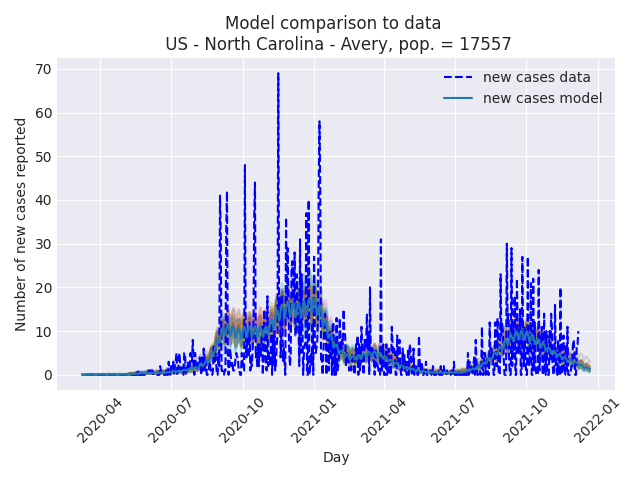 Model comparison to data
US - North Carolina - Avery, pop. = 17557
new cases data
new cases model
Number of new cases reported
70
60
50
40
30
20
10
0
2020-04
2020-07
2020-10
2021-01
2021-04
2021-07
2021-10
2022-01
Day